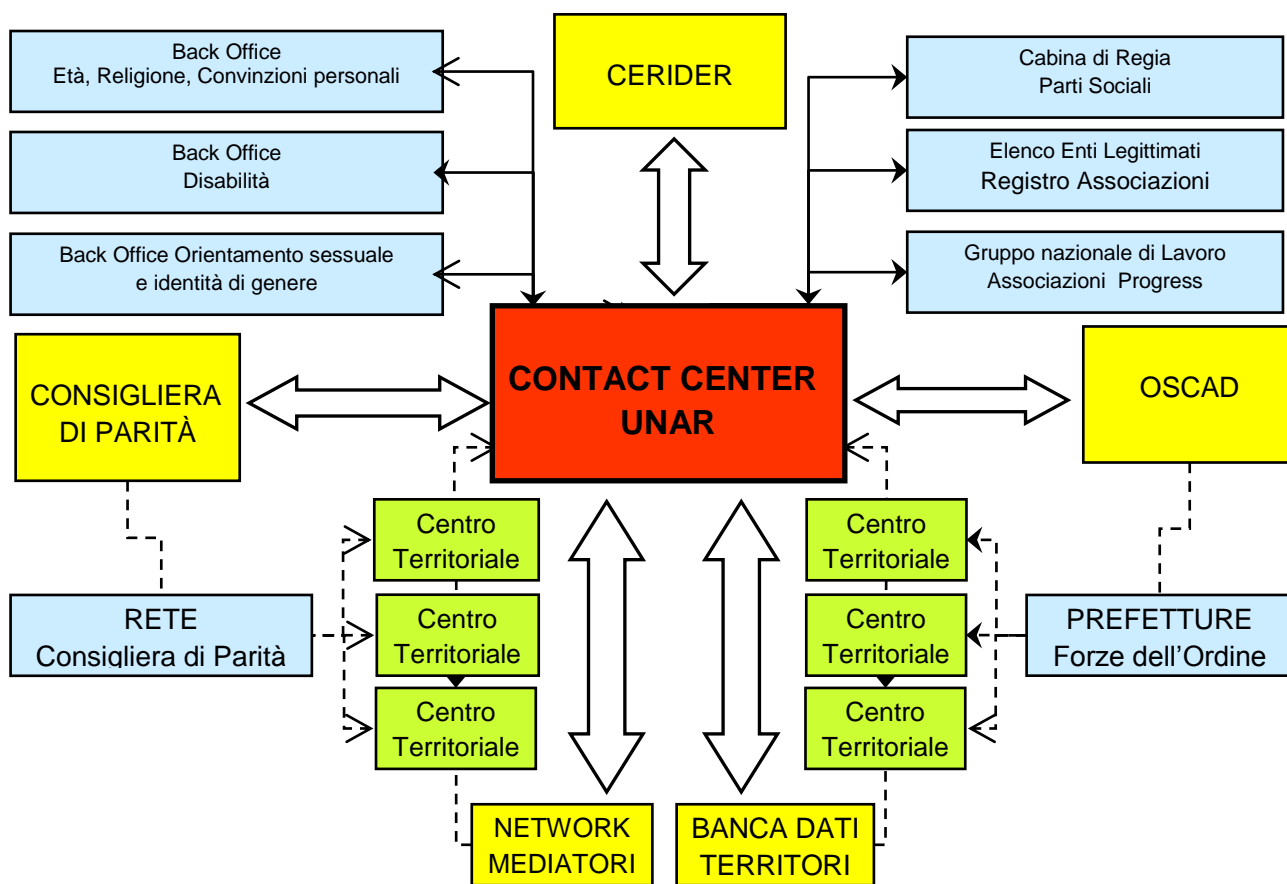 Back Office
Età, Religione, Convinzioni personali
CERIDER
Cabina di Regia
Parti Sociali
Back Office
Disabilità
Elenco Enti Legittimati
Registro Associazioni
Back Office Orientamento sessuale
e identità di genere
Gruppo nazionale di Lavoro
Associazioni Progress
CONSIGLIERA
DI PARITÀ
CONTACT CENTER
UNAR
OSCAD
Centro
Territoriale
Centro
Territoriale
RETE
Consigliera di Parità
Centro
Territoriale
Centro
Territoriale
PREFETTURE
Forze dell’Ordine
Centro
Territoriale
Centro
Territoriale
NETWORK
MEDIATORI
BANCA DATI
TERRITORI